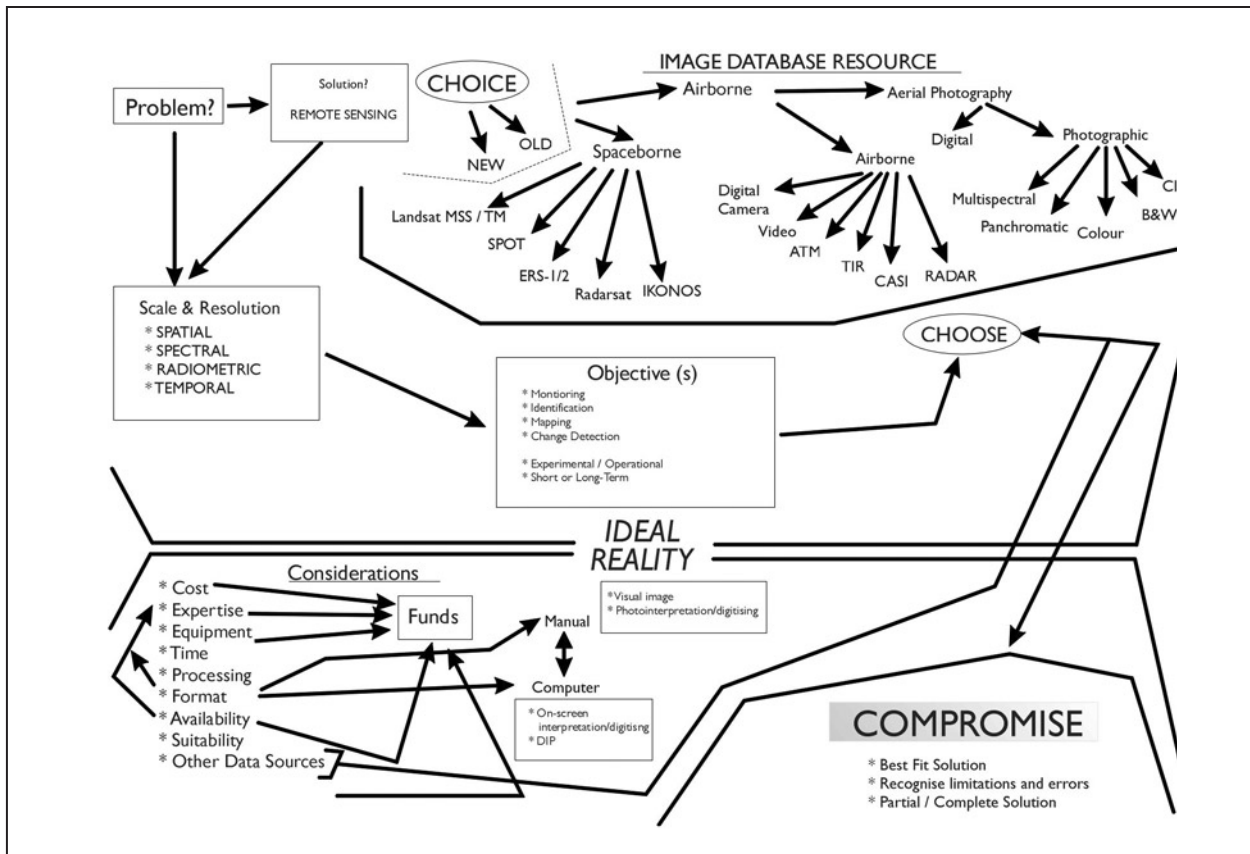 IMAGE DATABASE RESOURCE
Problem?
Solution?
REMOTE SENSING
CHOICE
NEW
OLD
Airborne
Spaceborne
Landsat MSS / TM
SPOT
ERS-1/2
Radarsat
IKONOS
Aerial Photography
Digital
Photographic
Multispectral
Panchromatic
Colour
B&W
Airborne
Digital
Camera
Video
ATM
TIR
CASI
RADAR
Scale & Resolution
* SPATIAL
* SPECTRAL
* RADIOMETRIC
* TEMPORAL
Objective (s)
* Montioring
* Identification
* Mapping
* Change Detection
* Experimental / Operational
* Short or Long-Term
CHOOSE
IDEAL
REALITY
Considerations
* Cost
* Expertise
* Equipment
* Time
* Processing
* Format
* Availability
* Suitability
* Other Data Sources
Funds
Manual
* Visual image
* Photointerpretation/digitising
Computer
* On-screen
interpretation/digitisng
* DIP
COMPROMISE
* Best Fit Solution
* Recognise limitations and errors
* Partial / Complete Solution